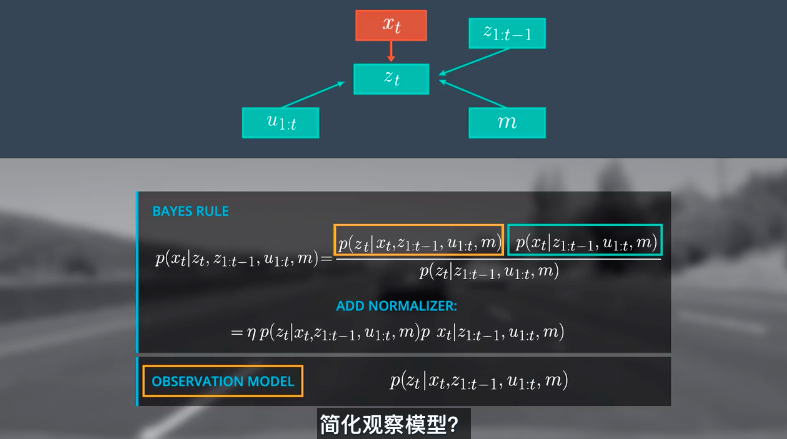 x_t
z_{1:t-1}
z_t
u_{1:t}
m
BAYES RULE
p(x_t|z_t, z_{1:t-1}, u_{1:t}, m) = \frac{p(z_t|x_t, z_{1:t-1}, u_{1:t}, m) p(x_t|z_{1:t-1}, u_{1:t}, m)}{p(z_t|z_{1:t-1}, u_{1:t}, m)}
ADD NORMALIZER:
= η p(z_t|x_t, z_{1:t-1}, u_{1:t}, m)p x_t|z_{1:t-1}, u_{1:t}, m)
OBSERVATION MODEL p(z_t|x_t, z_{1:t-1}, u_{1:t}, m)
简化观察模型？